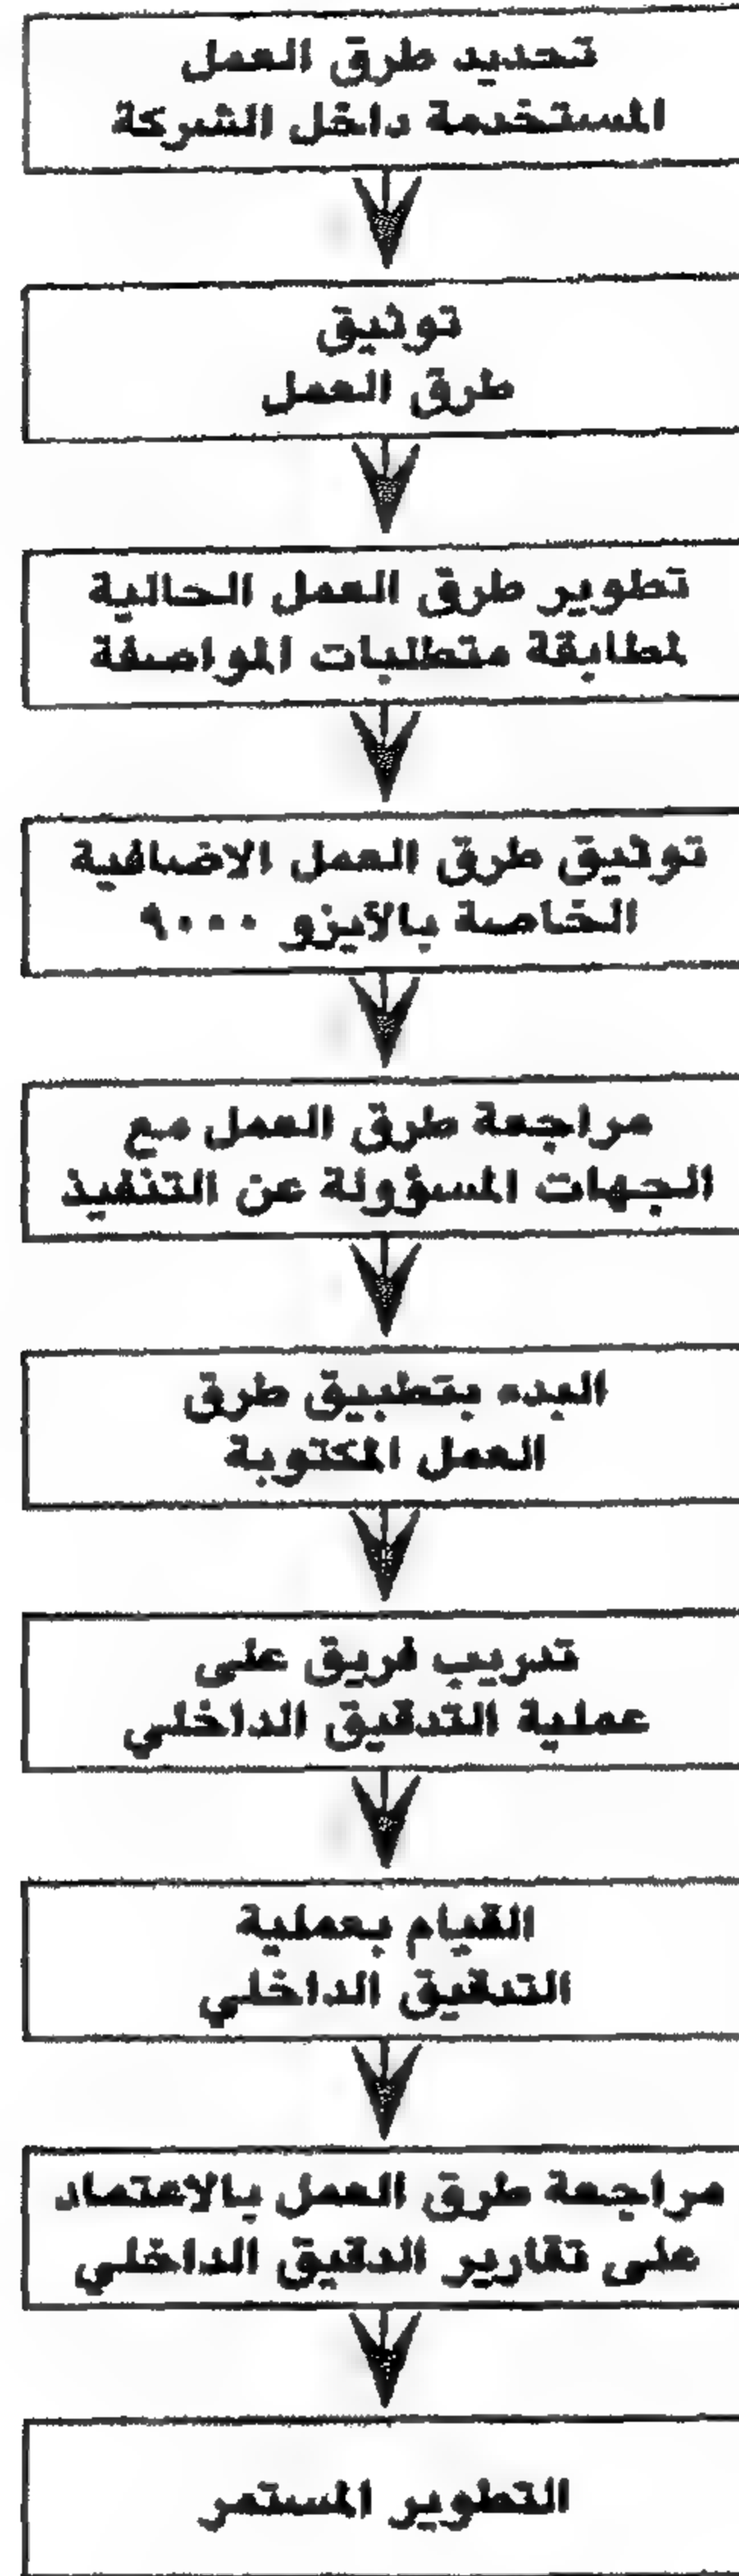 تحديد طرق العمل
المستخدمة داخل الشركة
توثيق
طرق العمل
تطوير طرق العمل الحالية
لمطابقة متطلبات المواصفة
توثيق طرق العمل الاضافية
الخاصة بالآيزو ٩٠٠٠
مراجعة طرق العمل مع
الجهات المسؤولة عن التنفيذ
البدء بتطبيق طرق
العمل المكتوبة
تدريب فريق على
عملية التدقيق الداخلي
القيام بعملية
التدقيق الداخلي
مراجعة طرق العمل بالاعتماد
على تقارير الدقيق الداخلي
التطوير المستمر